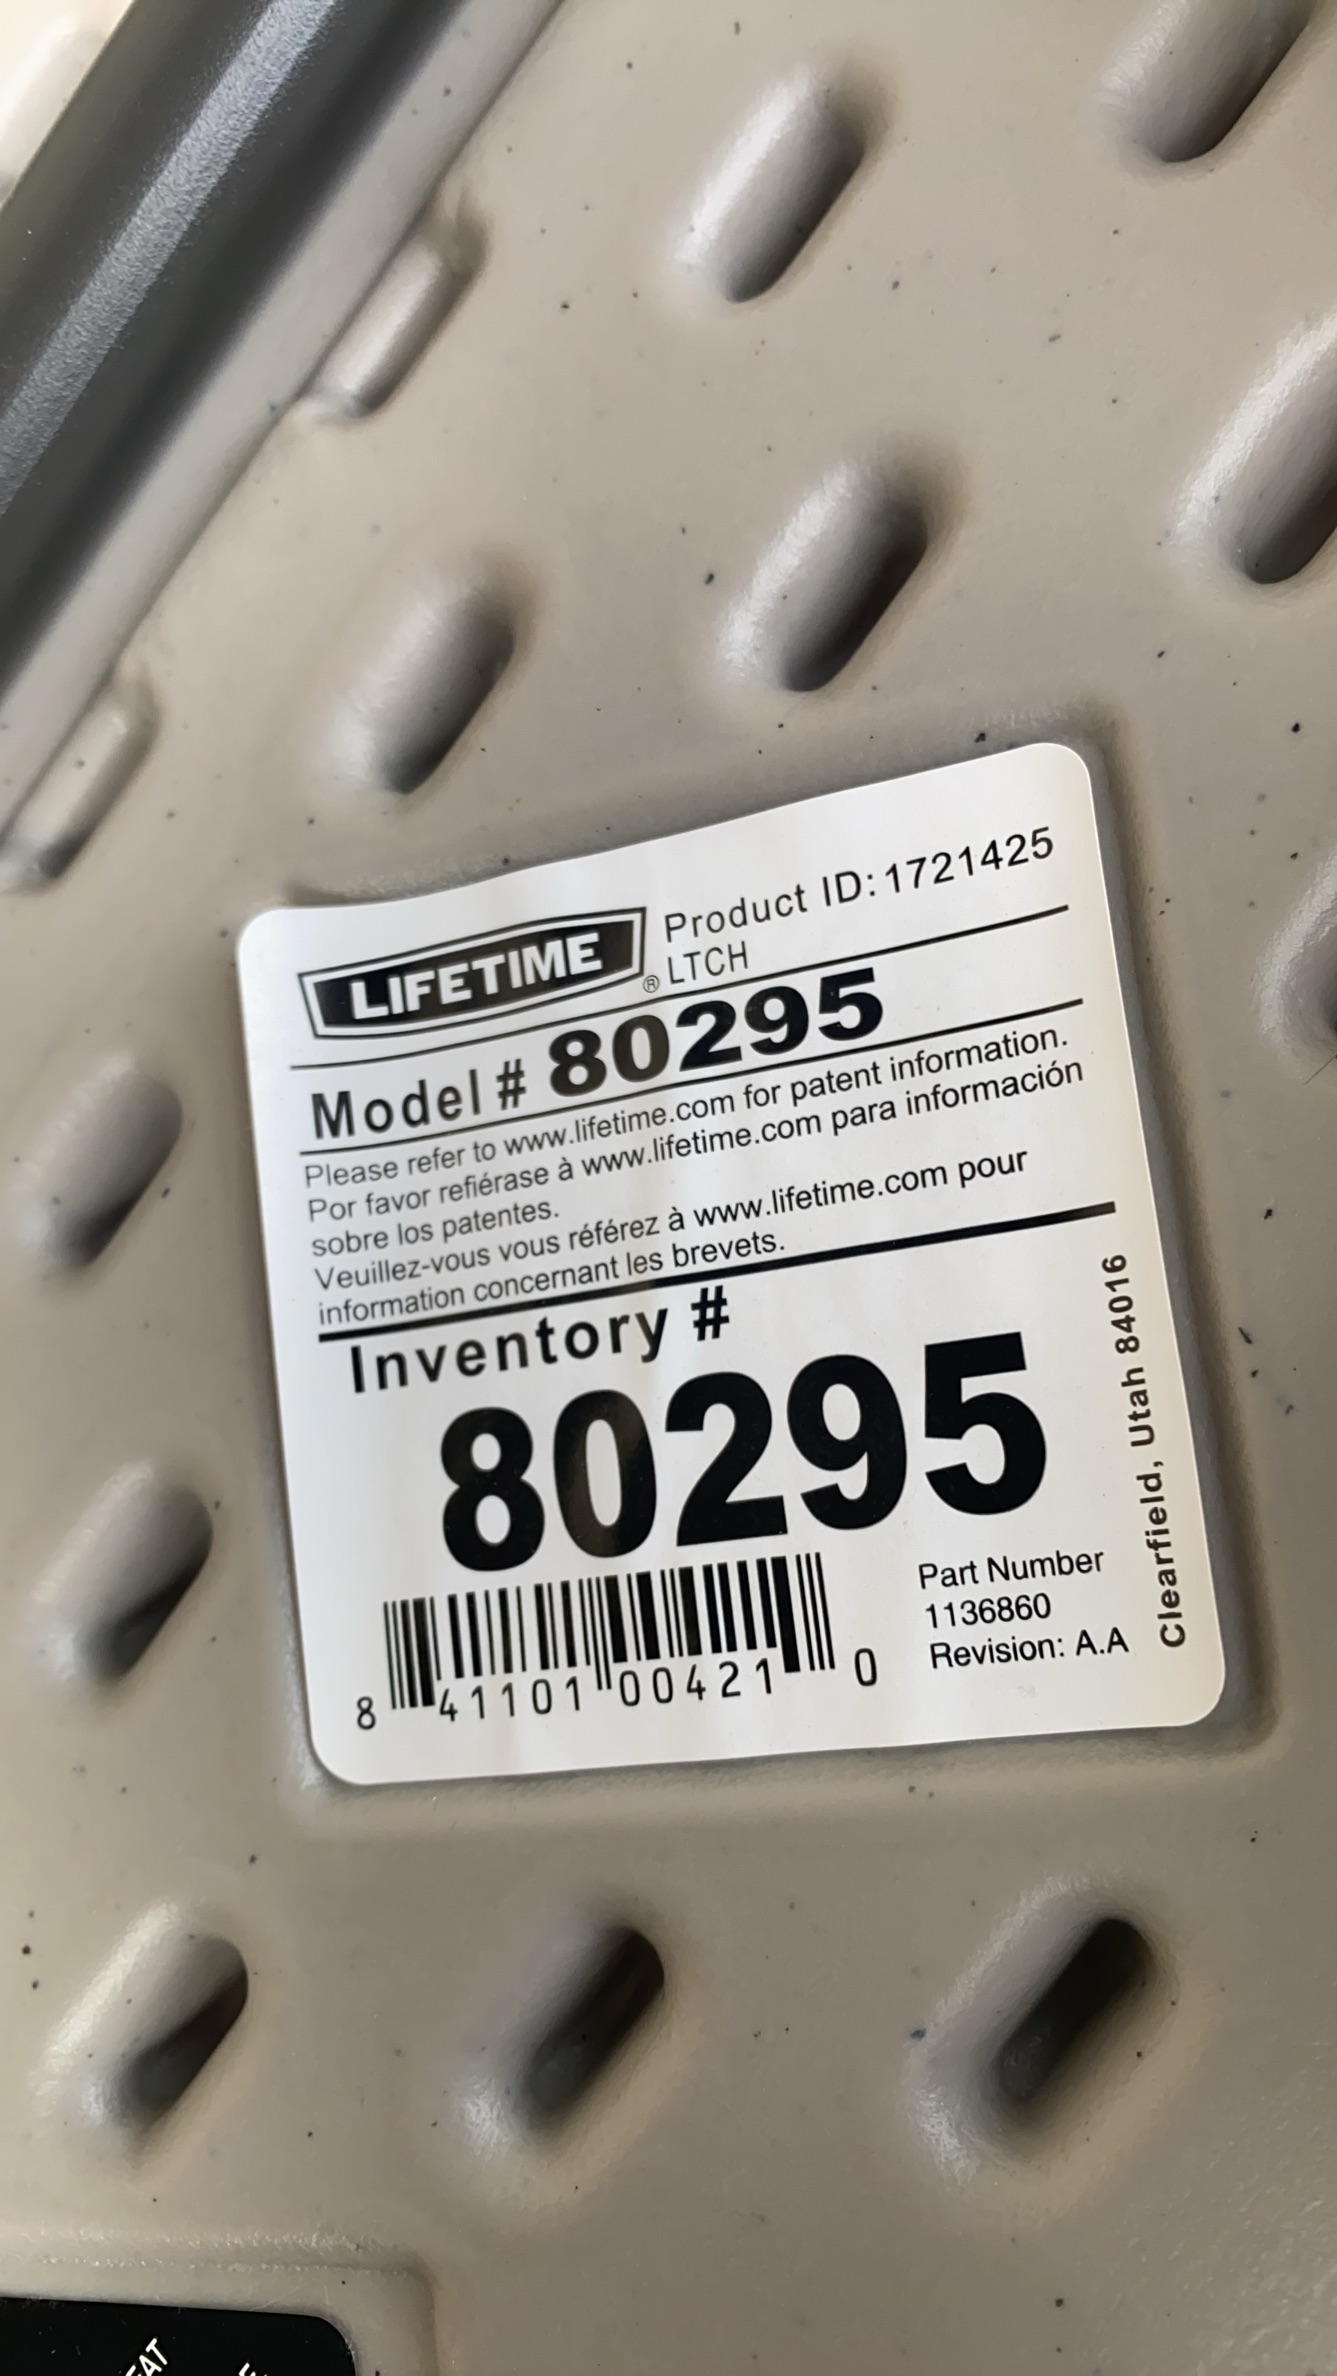 LIFETIME ®
Product ID: 1721425
LTCH
Model # 80295
Please refer to www.lifetime.com for patent information.
Por favor refiérase à www.lifetime.com para información
sobre los patentes.
Veuillez-vous vous référez à www.lifetime.com pour
information concernant les brevets.
Inventory #
80295
Clearfield, Utah 84016
8 41101 00421 0
Part Number
1136860
Revision: A.A